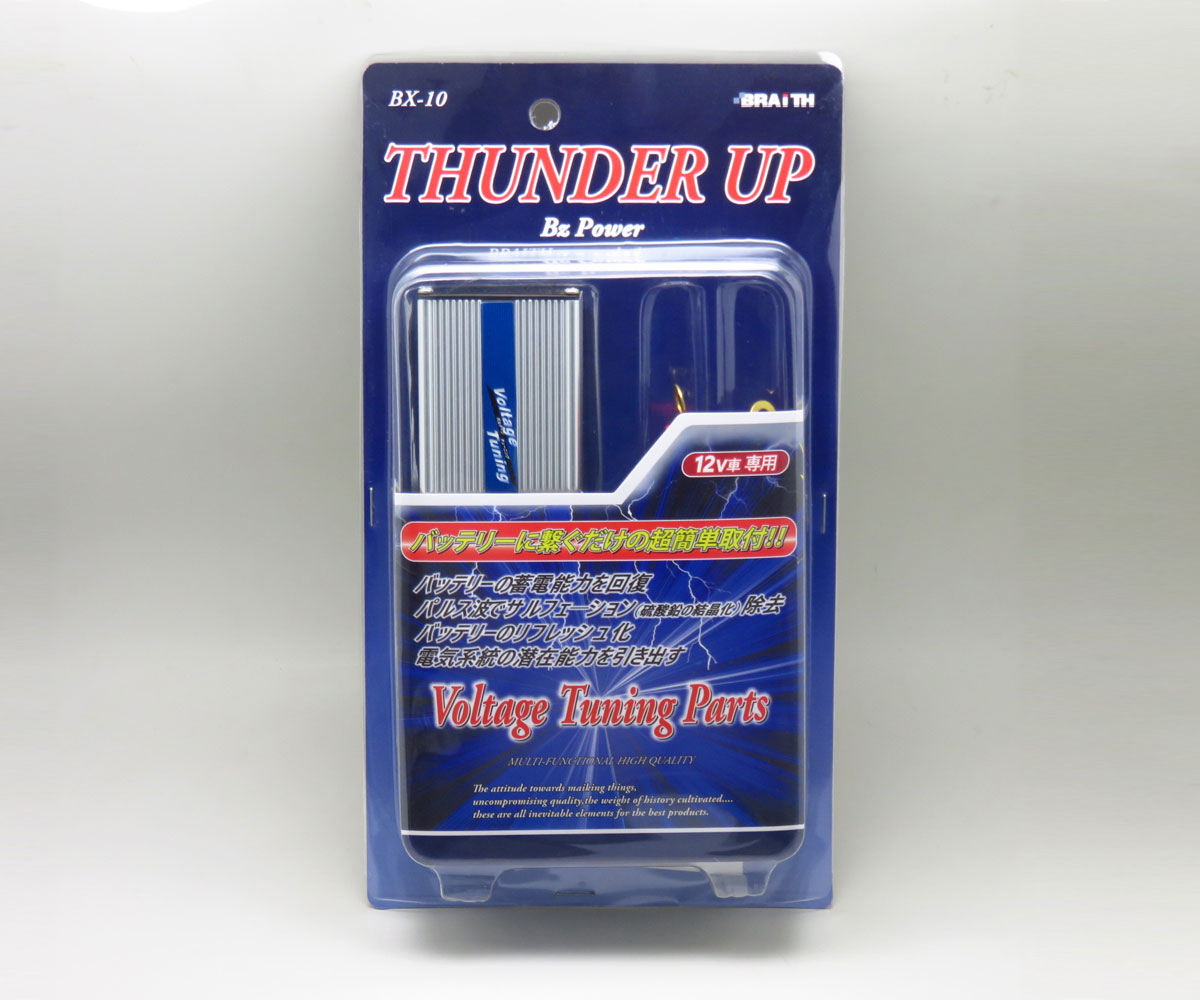 BX-10 BRAITH
THUNDER UP
Bz Power
Voltage
Tuning
12v車 専用
バッテリーに繋ぐだけの超簡単取付!!
バッテリーの蓄電能力を回復
パルス波でサルフェーション(硫酸鉛の結晶化)除去
バッテリーのリフレッシュ化
電気系統の潜在能力を引き出す
Voltage Tuning Parts
MULTI-FUNCTIONAL HIGH QUALITY
The attitude towards maiking things,
uncompromising quality,the weight of history cultivated....
these are all inevitable elements for the best products.